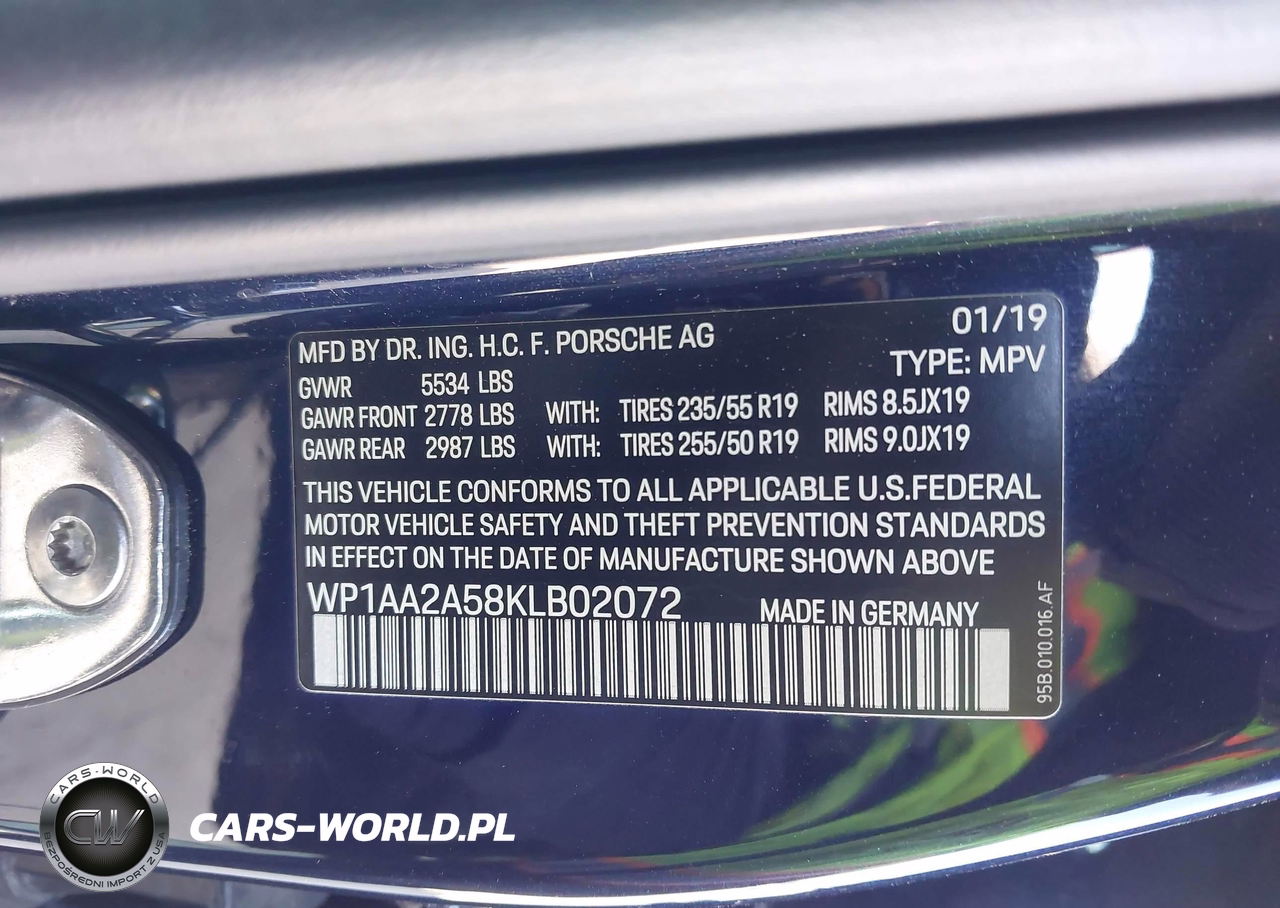 01/19
MFD BY DR. ING. H.C. F. PORSCHE AG
TYPE: MPV
GVWR 5534 LBS
GAWR FRONT 2778 LBS WITH: TIRES 235/55 R19 RIMS 8.5JX19
GAWR REAR 2987 LBS WITH: TIRES 255/50 R19 RIMS 9.0JX19
THIS VEHICLE CONFORMS TO ALL APPLICABLE U.S.FEDERAL
MOTOR VEHICLE SAFETY AND THEFT PREVENTION STANDARDS
IN EFFECT ON THE DATE OF MANUFACTURE SHOWN ABOVE
WP1AA2A58KLB02072 MADE IN GERMANY
95B.010.016.AF
CARS-WORLD
CW
BEZPOŚREDNI IMPORT Z USA
CARS-WORLD.PL